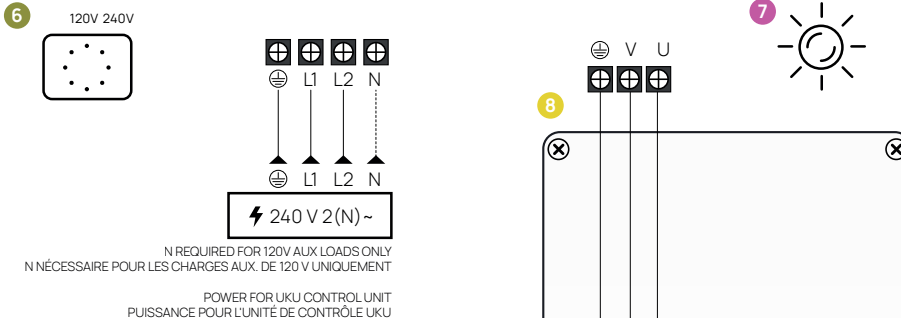 6
120V 240V
⏚ L1 L2 N
⏚ L1 L2 N
240 V 2(N)~
N REQUIRED FOR 120V AUX LOADS ONLY
N NÉCESSAIRE POUR LES CHARGES AUX. DE 120 V UNIQUEMENT
POWER FOR UKU CONTROL UNIT
PUISSANCE POUR L'UNITÉ DE CONTRÔLE UKU
7
⏚ V U
8